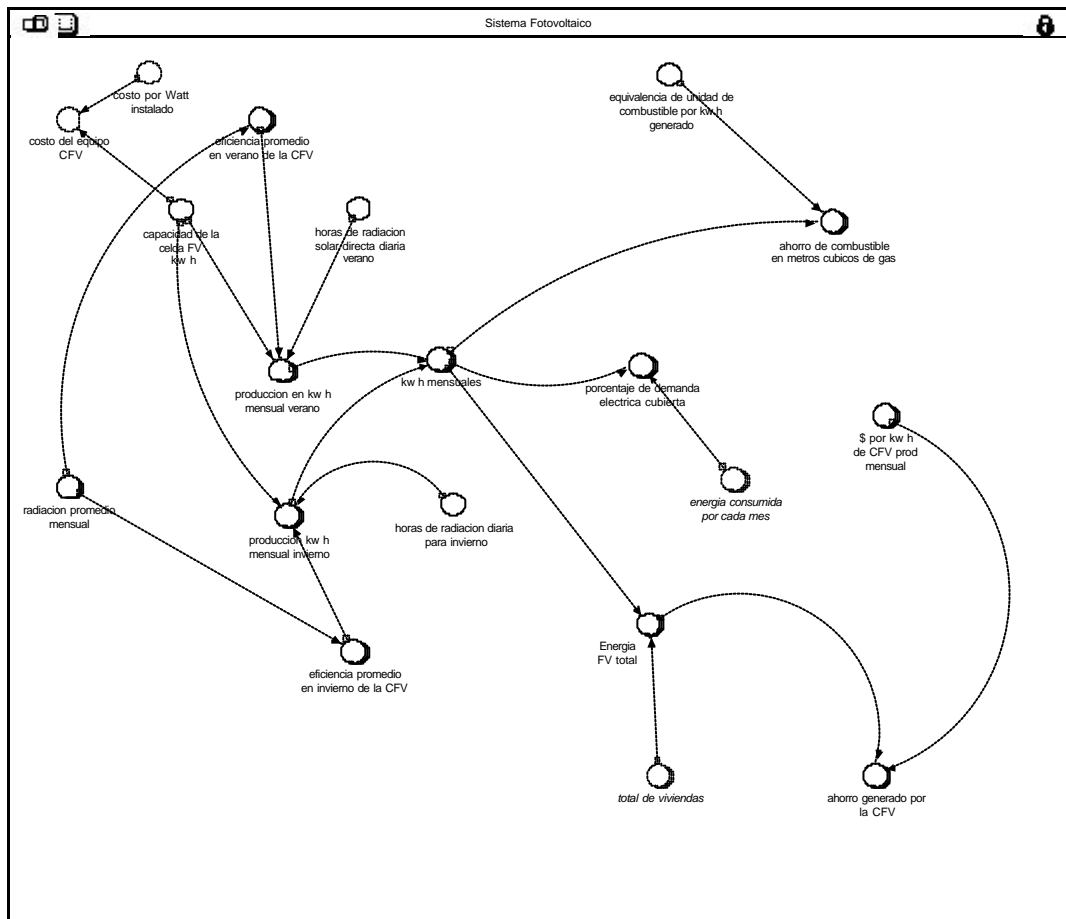 Sistema Fotovoltaico
costo por Watt
instalado
equivalencia de unidad de
combustible por kw h
generado
costo del equipo
CFV
eficiencia promedio
en verano de la CFV
capacidad de la
celda FV
kw h
horas de radiacion
solar directa diaria
verano
ahorro de combustible
en metros cubicos de gas
produccion en kw h
mensual verano
kw h mensuales
porcentaje de demanda
electrica cubierta
$ por kw h
de CFV prod
mensual
radiacion promedio
mensual
produccion kw h
mensual invierno
horas de radiacion diaria
para invierno
energia consumida
por cada mes
eficiencia promedio
en invierno de la CFV
Energia
FV total
total de viviendas
ahorro generado por
la CFV